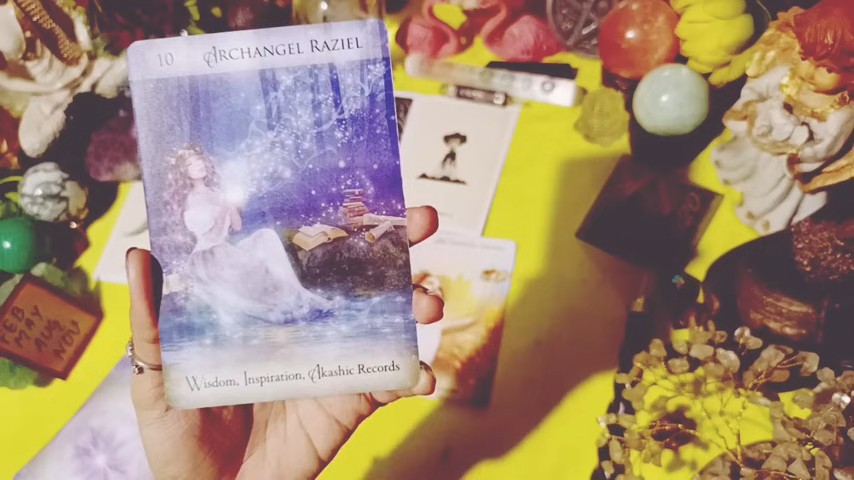 10 ARCHANGEL RAZIEL
Wisdom, Inspiration, Akashic Records
FEB
MAY
AUG
NOV